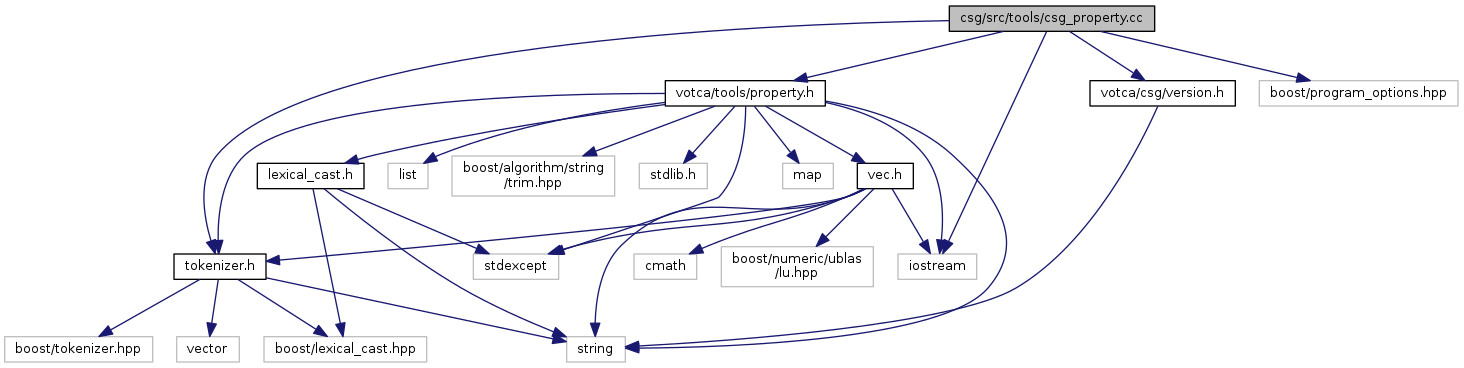 csg/src/tools/csg_property.cc
votca/tools/property.h
votca/csg/version.h
boost/program_options.hpp
lexical_cast.h
list
boost/algorithm/string
/trim.hpp
stdlib.h
map
vec.h
tokenizer.h
stdexcept
cmath
boost/numeric/ublas
/lu.hpp
iostream
boost/tokenizer.hpp
vector
boost/lexical_cast.hpp
string